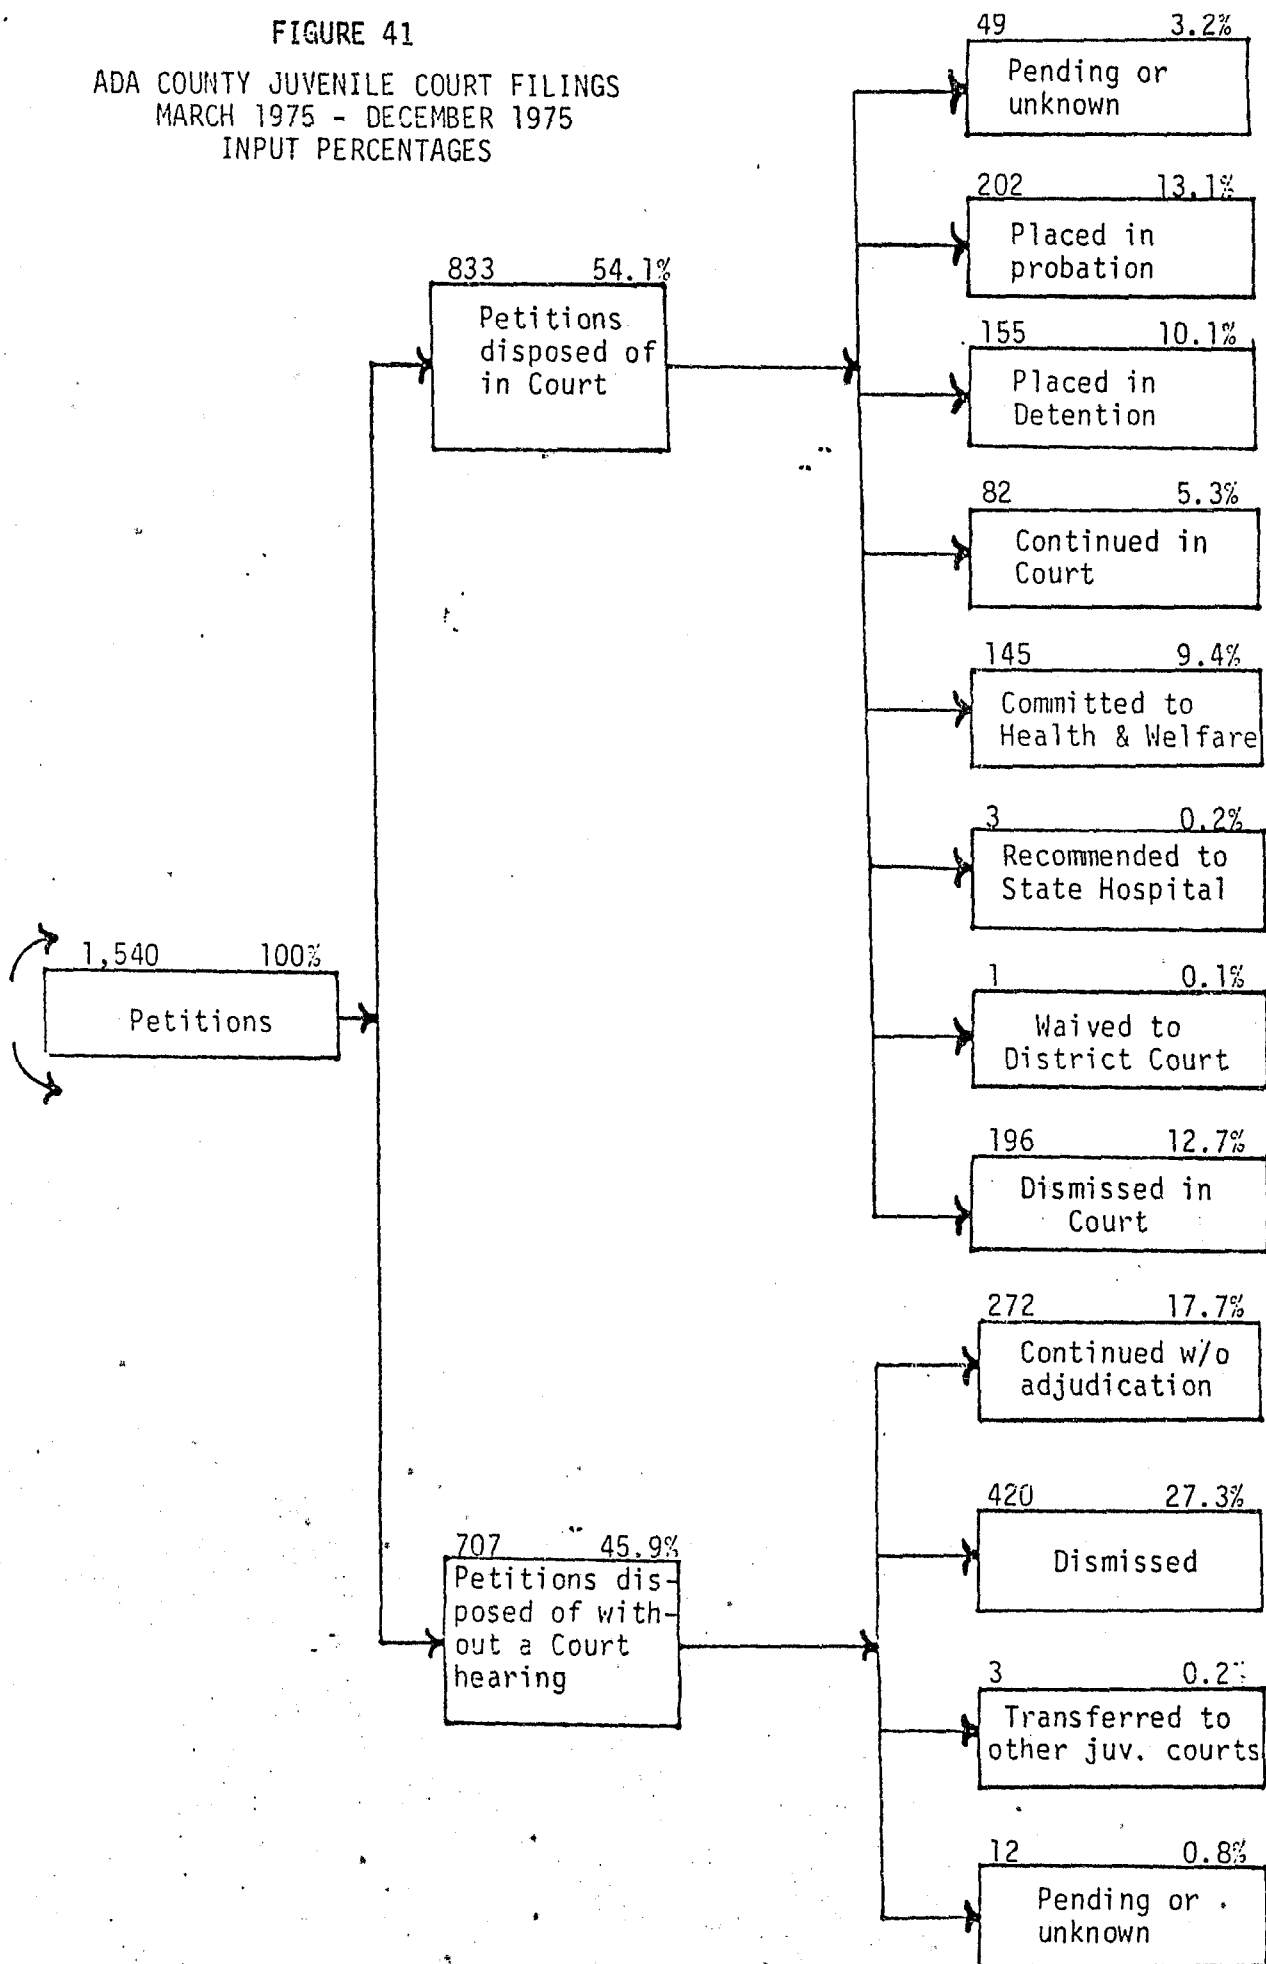 FIGURE 41
ADA COUNTY JUVENILE COURT FILINGS
MARCH 1975 - DECEMBER 1975
INPUT PERCENTAGES
1,540 100%
Petitions
833 54.1%
Petitions
disposed of
in Court
49 3.2%
Pending or
unknown
202 13.1%
Placed in
probation
155 10.1%
Placed in
Detention
82 5.3%
Continued in
Court
145 9.4%
Committed to
Health & Welfare
3 0.2%
Recommended to
State Hospital
1 0.1%
Waived to
District Court
196 12.7%
Dismissed in
Court
707 45.9%
Petitions dis-
posed of with-
out a Court
hearing
272 17.7%
Continued w/o
adjudication
420 27.3%
Dismissed
3 0.2%
Transferred to
other juv. courts
12 0.8%
Pending or
unknown